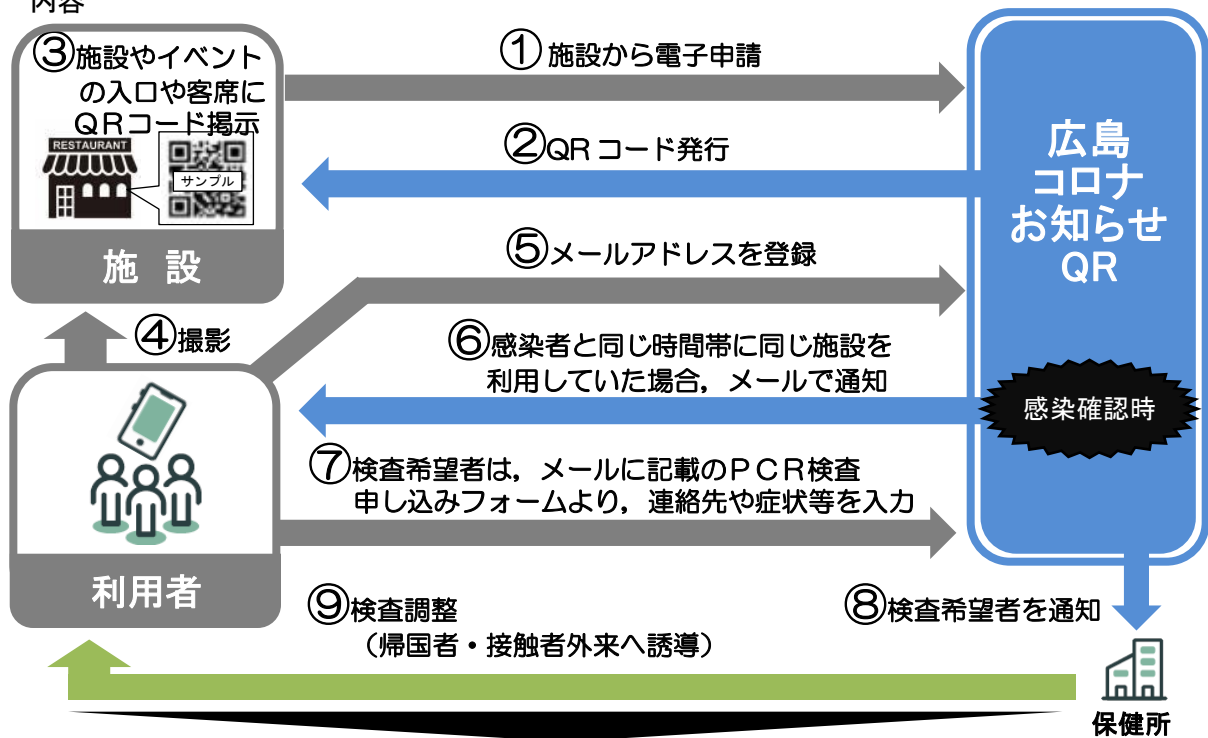 内容
③施設やイベント
の入口や客席に
QRコード掲示
RESTAURANT
サンプル
施 設
①施設から電子申請
②QRコード発行
広島
コロナ
お知らせ
QR
⑤メールアドレスを登録
④撮影
⑥感染者と同じ時間帯に同じ施設を
利用していた場合，メールで通知
感染確認時
⑦検査希望者は，メールに記載のPCR検査
申し込みフォームより，連絡先や症状等を入力
利用者
⑨検査調整
（帰国者・接触者外来へ誘導）
⑧検査希望者を通知
保健所